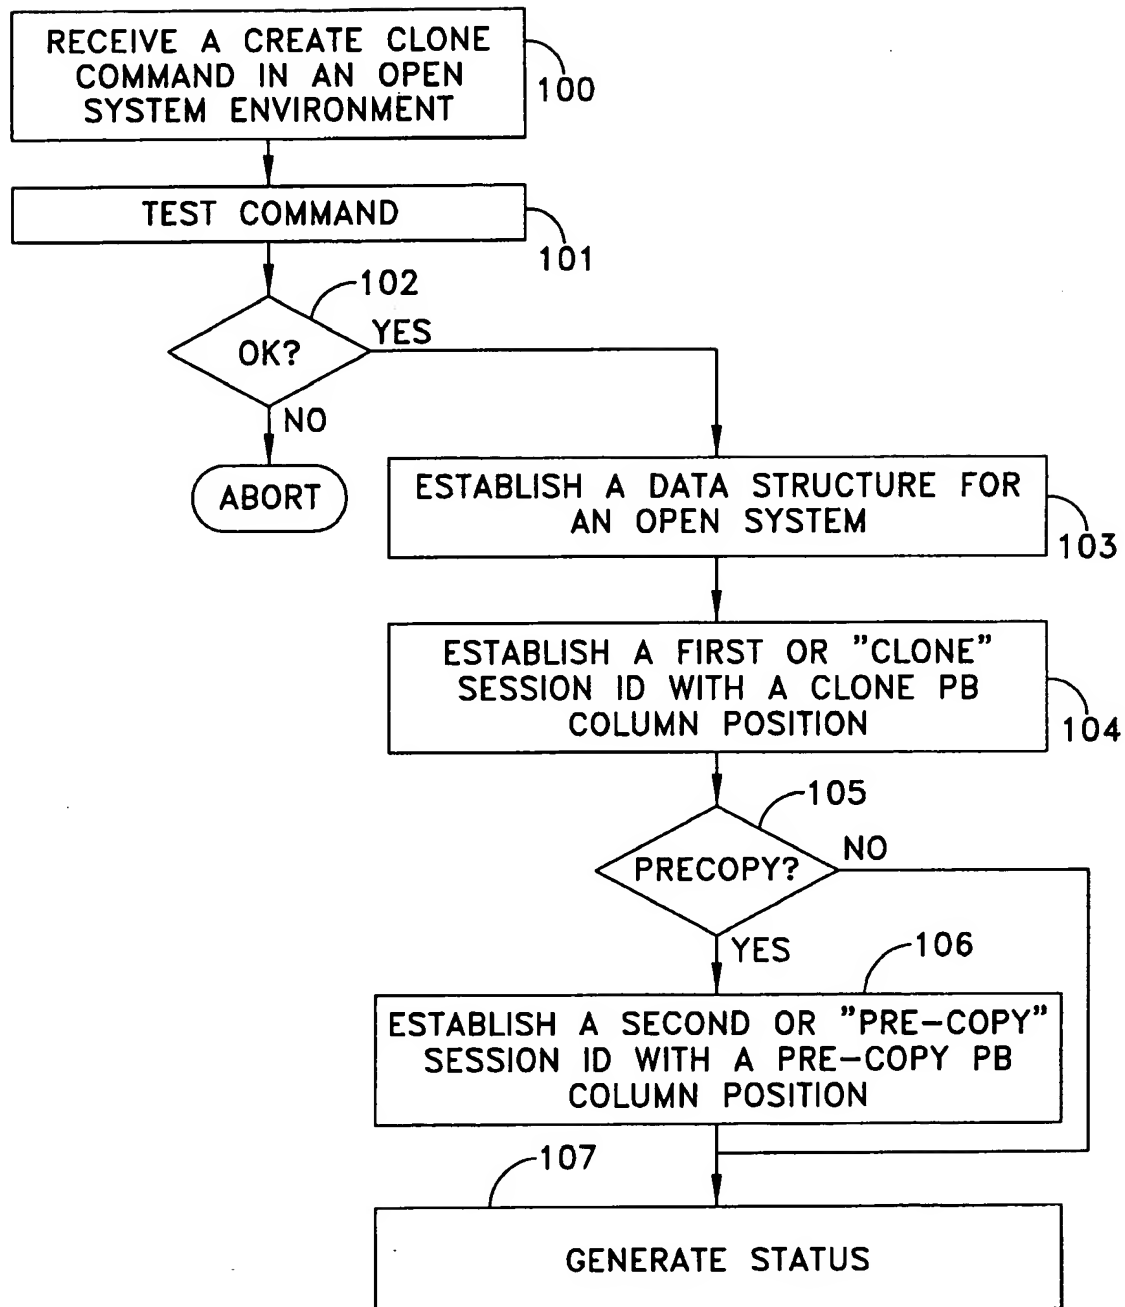 RECEIVE A CREATE CLONE
COMMAND IN AN OPEN
SYSTEM ENVIRONMENT
100
TEST COMMAND
101
102
OK?
YES
NO
ABORT
ESTABLISH A DATA STRUCTURE FOR
AN OPEN SYSTEM
103
ESTABLISH A FIRST OR "CLONE"
SESSION ID WITH A CLONE PB
COLUMN POSITION
104
105
PRECOPY?
NO
YES
106
ESTABLISH A SECOND OR "PRE-COPY"
SESSION ID WITH A PRE-COPY PB
COLUMN POSITION
107
GENERATE STATUS